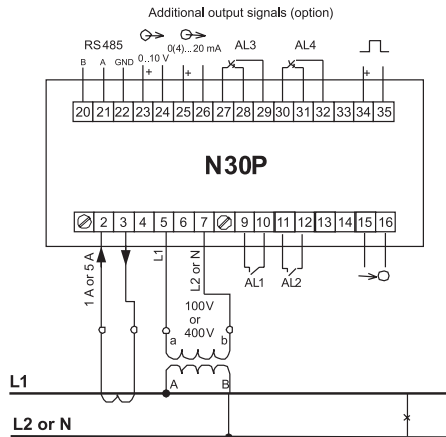 Additional output signals (option)
RS 485 0(4)...20 mA AL3 AL4
B A GND 0..10 V
+ + +
20 21 22 23 24 25 26 27 28 29 30 31 32 33 34 35
N30P
2 3 4 5 6 7 9 10 11 12 13 14 15 16
1 A or 5 A
L1
L2 or N
AL1 AL2
100V
or
400V
a b
A B
L1
L2 or N